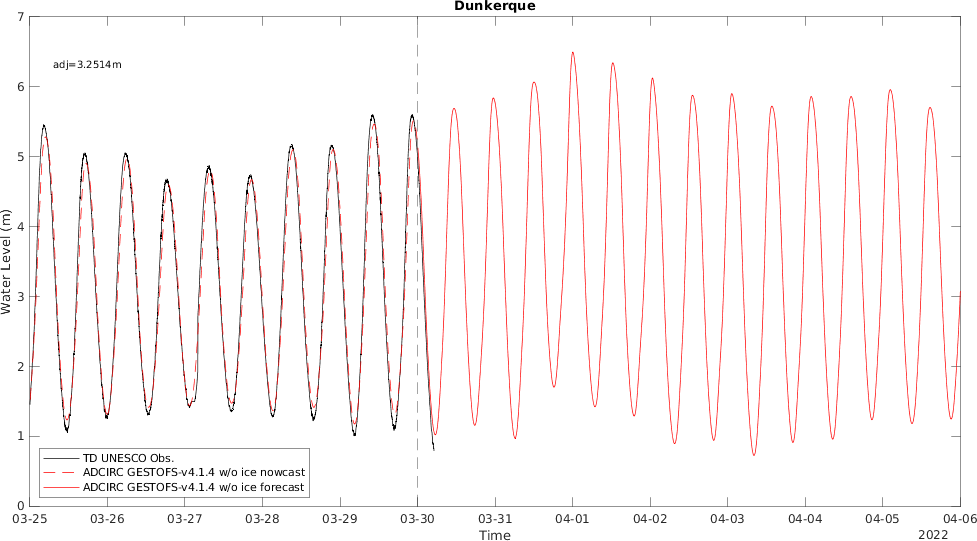 Dunkerque
adj=3.2514m
Water Level (m)
7
6
5
4
3
2
1
0
TD UNESCO Obs.
ADCIRC GESTOFS-v4.1.4 w/o ice nowcast
ADCIRC GESTOFS-v4.1.4 w/o ice forecast
03-25 03-26 03-27 03-28 03-29 03-30 03-31 04-01 04-02 04-03 04-04 04-05 04-06
Time
2022